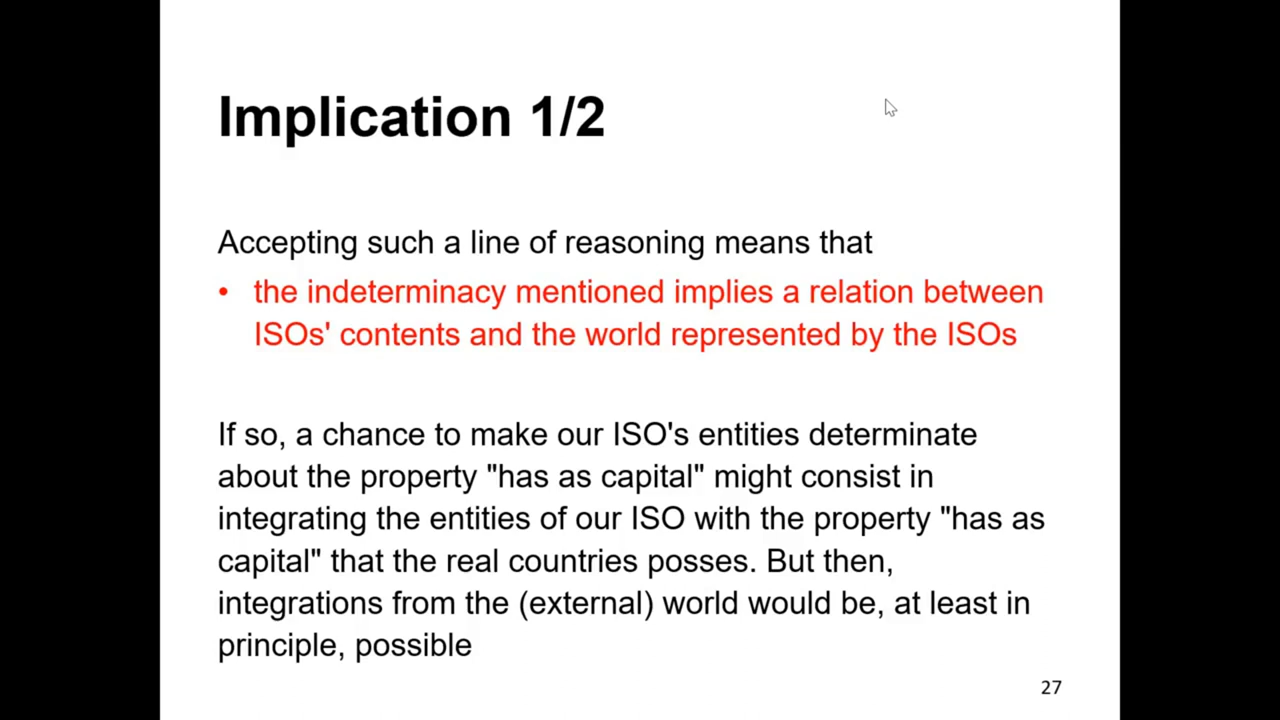 Implication 1/2
Accepting such a line of reasoning means that
• the indeterminacy mentioned implies a relation between
ISOs' contents and the world represented by the ISOs
If so, a chance to make our ISO's entities determinate
about the property "has as capital" might consist in
integrating the entities of our ISO with the property "has as
capital" that the real countries posses. But then,
integrations from the (external) world would be, at least in
principle, possible
27